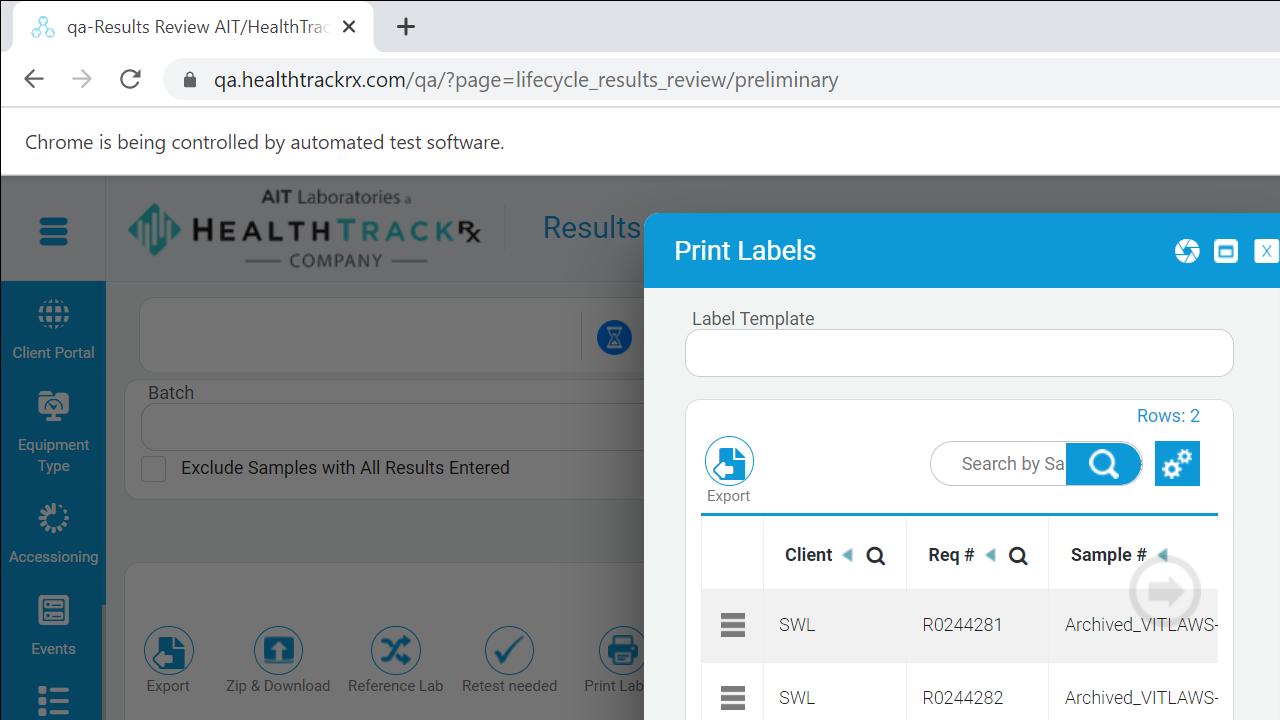 qa-Results Review AIT/HealthTrac
qa.healthtrackrx.com/qa/?page=lifecycle_results_review/preliminary
Chrome is being controlled by automated test software.
AIT Laboratories a
HEALTHTRACKRx
COMPANY
Results
Print Labels
X
Client Portal
Equipment
Type
Accessioning
Events
Batch
Exclude Samples with All Results Entered
Export
Zip & Download
Reference Lab
Retest needed
Print Lab
Label Template
Rows: 2
Export
Search by Sa
Client
Req #
Sample #
SWL
R0244281
Archived_VITLAWS-
SWL
R0244282
Archived_VITLAWS-